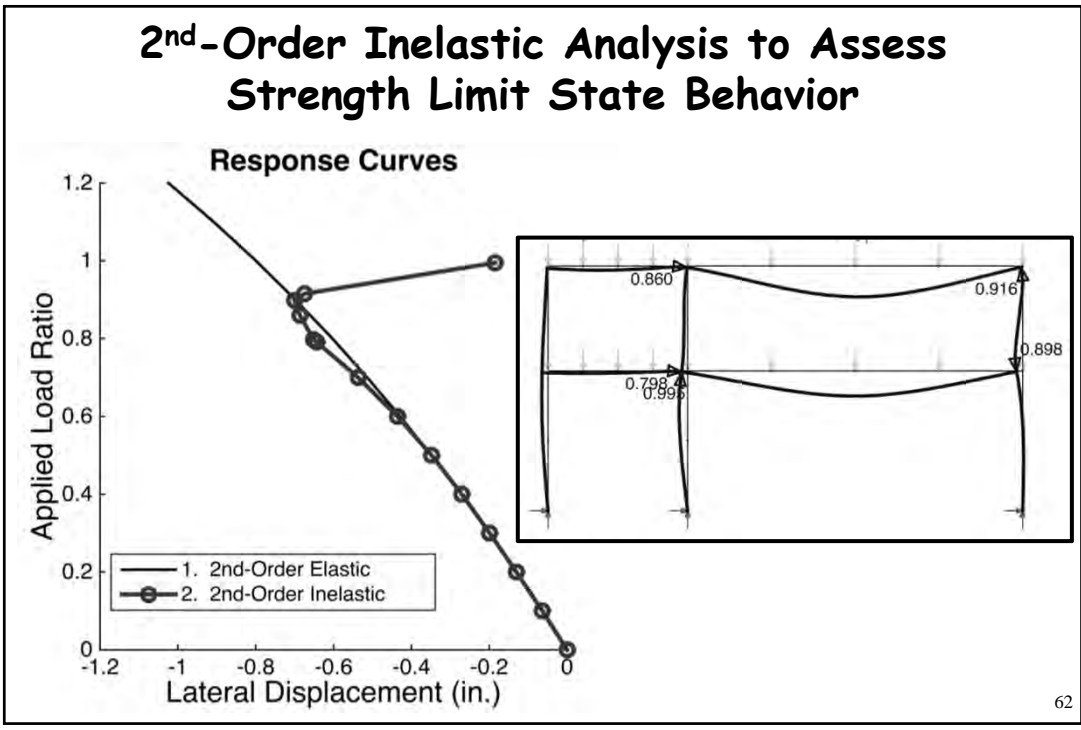 2nd-Order Inelastic Analysis to Assess
Strength Limit State Behavior
Response Curves
Applied Load Ratio
1.2
1
0.8
0.6
0.4
0.2
0
1. 2nd-Order Elastic
2. 2nd-Order Inelastic
-1.2 -1 -0.8 -0.6 -0.4 -0.2 0
Lateral Displacement (in.)
0.860
0.916
0.898
0.798
62